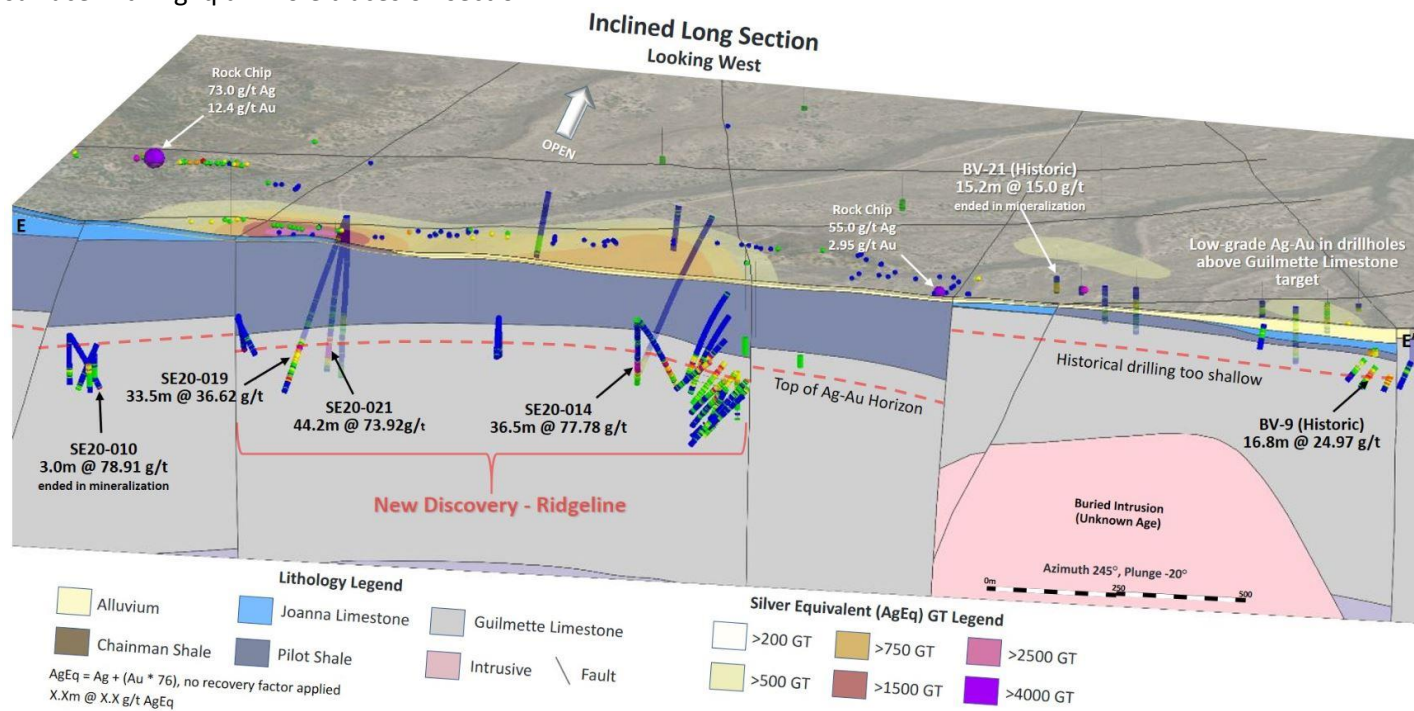 Inclined Long Section
Looking West
Rock Chip
73.0 g/t Ag
12.4 g/t Au
OPEN
BV-21 (Historic)
15.2m @ 15.0 g/t
ended in mineralization
Rock Chip
55.0 g/t Ag
2.95 g/t Au
Low-grade Ag-Au in drillholes
above Guilmette Limestone
target
E
E'
SE20-019
33.5m @ 36.62 g/t
SE20-021
44.2m @ 73.92g/t
SE20-014
36.5m @ 77.78 g/t
Top of Ag-Au Horizon
Historical drilling too shallow
SE20-010
3.0m @ 78.91 g/t
ended in mineralization
BV-9 (Historic)
16.8m @ 24.97 g/t
New Discovery - Ridgeline
Buried Intrusion
(Unknown Age)
Azimuth 245°, Plunge -20°
0m 250 500
Lithology Legend
Alluvium
Joanna Limestone
Guilmette Limestone
Chainman Shale
Pilot Shale
Intrusive
Fault
AgEq = Ag + (Au * 76), no recovery factor applied
X.Xm @ X.X g/t AgEq
Silver Equivalent (AgEq) GT Legend
>200 GT
>750 GT
>2500 GT
>500 GT
>1500 GT
>4000 GT